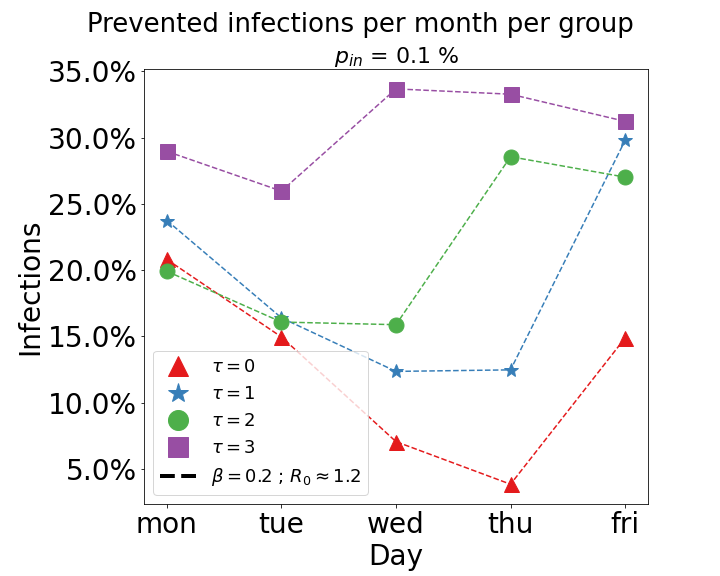 Prevented infections per month per group
p_in = 0.1 %
35.0%
30.0%
25.0%
20.0%
15.0%
10.0%
5.0%
Infections
τ = 0
τ = 1
τ = 2
τ = 3
β = 0.2 ; R₀ ≈ 1.2
mon tue wed thu fri
Day